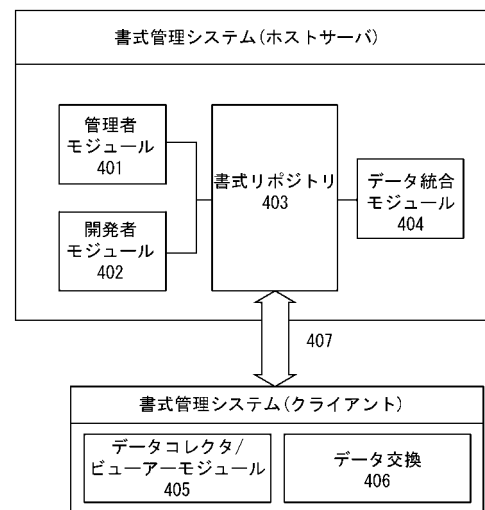 書式管理システム(ホストサーバ)
管理者
モジュール
401
開発者
モジュール
402
書式リポジトリ
403
データ統合
モジュール
404
407
書式管理システム(クライアント)
データコレクタ/
ビューアーモジュール
405
データ交換
406